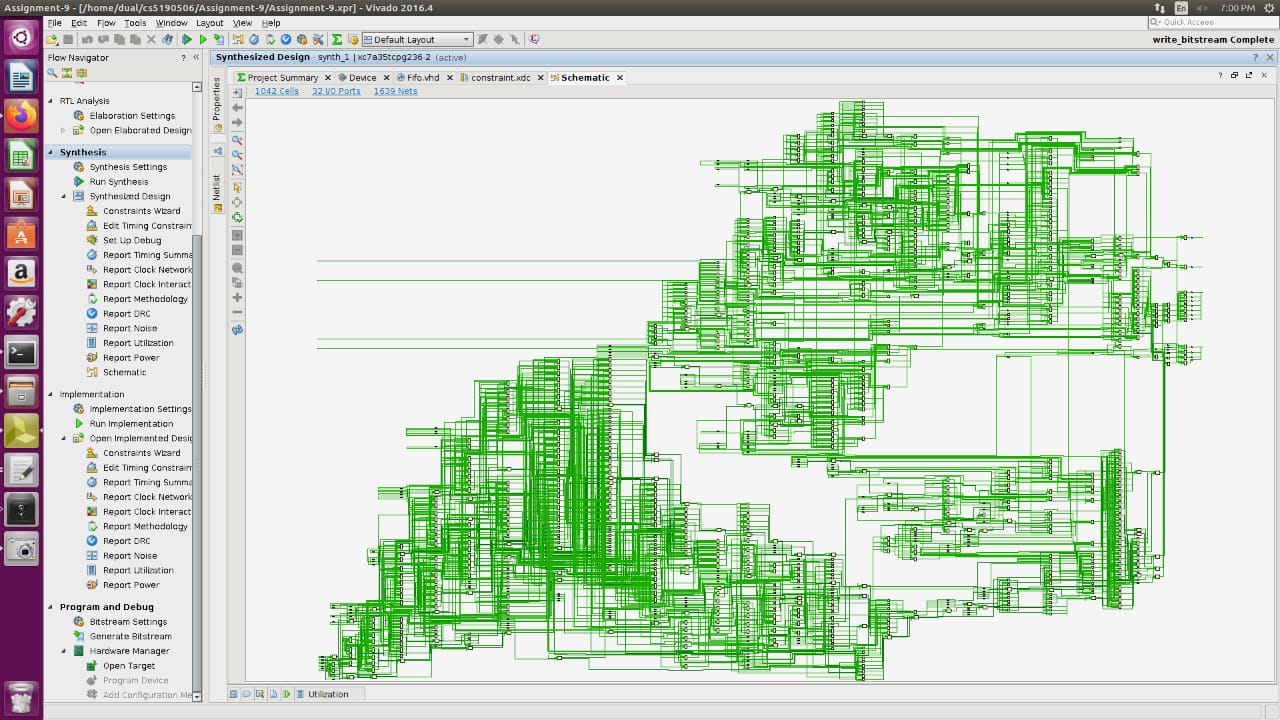 Assignment-9 - [/home/dual/cs5190506/Assignment-9/Assignment-9.xpr] - Vivado 2016.4
En
7:00 PM
File Edit Flow Tools Window Layout View Help
Quick Access
Default Layout
write_bitstream Complete
Flow Navigator
Synthesized Design - synth_1 | xc7a35tcpg236-2 (active)
Project Summary
Device
Fifo.vhd
constraint.xdc
Schematic
1042 Cells
32 I/O Ports
1639 Nets
Properties
Netlist
RTL Analysis
Elaboration Settings
Open Elaborated Design
Synthesis
Synthesis Settings
Run Synthesis
Synthesized Design
Constraints Wizard
Edit Timing Constrain
Set Up Debug
Report Timing Summa
Report Clock Network
Report Clock Interact
Report Methodology
Report DRC
Report Noise
Report Utilization
Report Power
Schematic
Implementation
Implementation Settings
Run Implementation
Open Implemented Desig
Constraints Wizard
Edit Timing Constrain
Report Timing Summa
Report Clock Network
Report Clock Interact
Report Methodology
Report DRC
Report Noise
Report Utilization
Report Power
Program and Debug
Bitstream Settings
Generate Bitstream
Hardware Manager
Open Target
Program Device
Add Configuration Me
Utilization